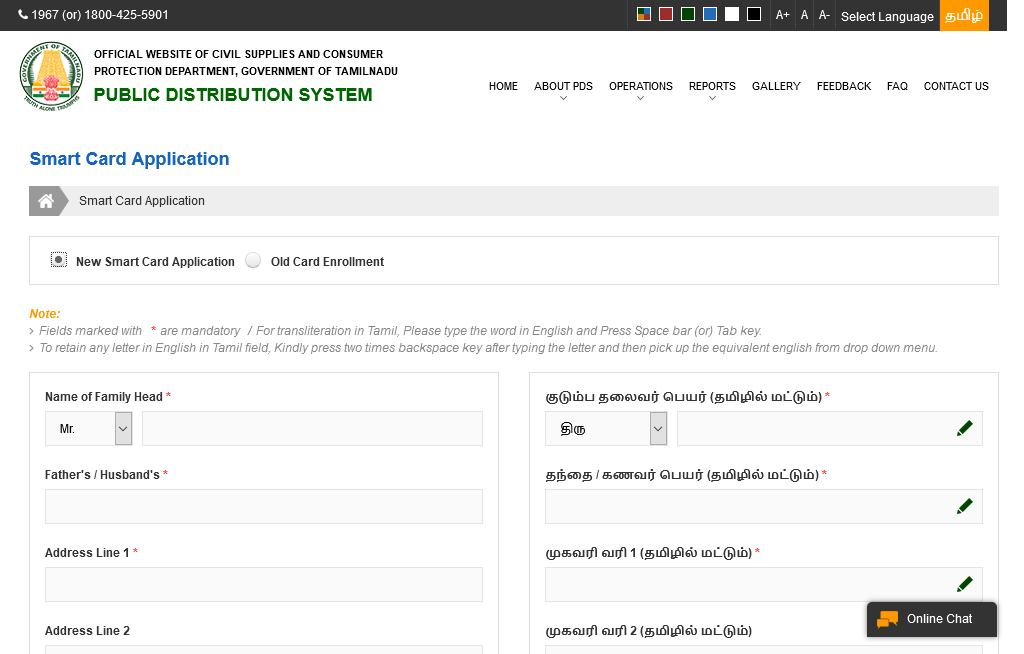 1967 (or) 1800-425-5901
A+ A A- Select Language தமிழ்
GOVERNMENT OF TAMILNADU
TRUTH ALONE TRIUMPHS
OFFICIAL WEBSITE OF CIVIL SUPPLIES AND CONSUMER
PROTECTION DEPARTMENT, GOVERNMENT OF TAMILNADU
PUBLIC DISTRIBUTION SYSTEM
HOME ABOUT PDS OPERATIONS REPORTS GALLERY FEEDBACK FAQ CONTACT US
Smart Card Application
Smart Card Application
New Smart Card Application Old Card Enrollment
Note:
> Fields marked with * are mandatory / For transliteration in Tamil, Please type the word in English and Press Space bar (or) Tab key.
> To retain any letter in English in Tamil field, Kindly press two times backspace key after typing the letter and then pick up the equivalent english from drop down menu.
Name of Family Head *
Mr.
Father's / Husband's *
Address Line 1 *
Address Line 2
குடும்ப தலைவர் பெயர் (தமிழில் மட்டும்) *
திரு
தந்தை / கணவர் பெயர் (தமிழில் மட்டும்) *
முகவரி வரி 1 (தமிழில் மட்டும்) *
முகவரி வரி 2 (தமிழில் மட்டும்)
Online Chat